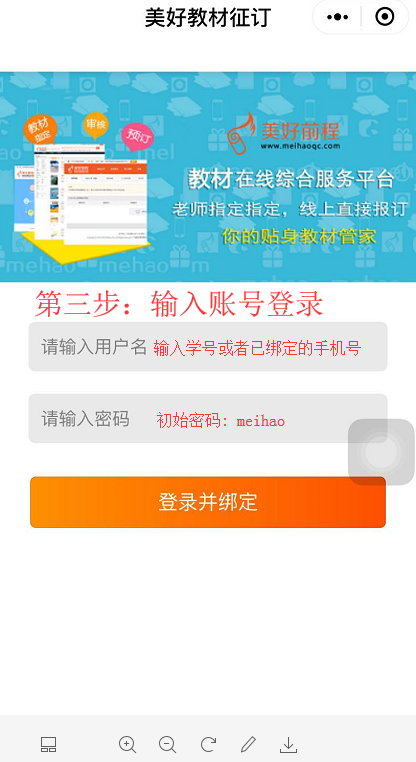 美好教材征订
教材
指定
审核
预订
美好前程
www.meihaoqc.com
教材在线综合服务平台
老师指定指定，线上直接报订
你的贴身教材管家
mehao
第三步：输入账号登录
请输入用户名 输入学号或者已绑定的手机号
请输入密码 初始密码：meihao
登录并绑定